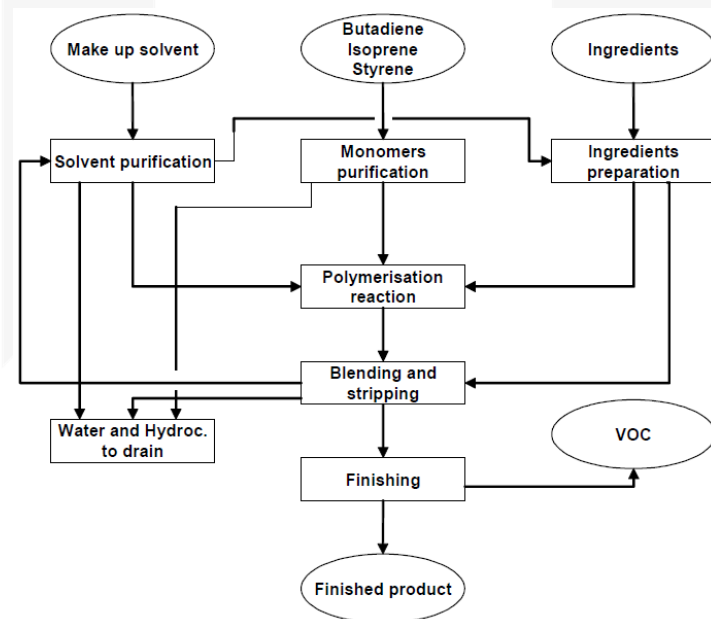 Make up solvent
Butadiene
Isoprene
Styrene
Ingredients
Solvent purification
Monomers
purification
Ingredients
preparation
Polymerisation
reaction
Blending and
stripping
Water and Hydroc.
to drain
VOC
Finishing
Finished product